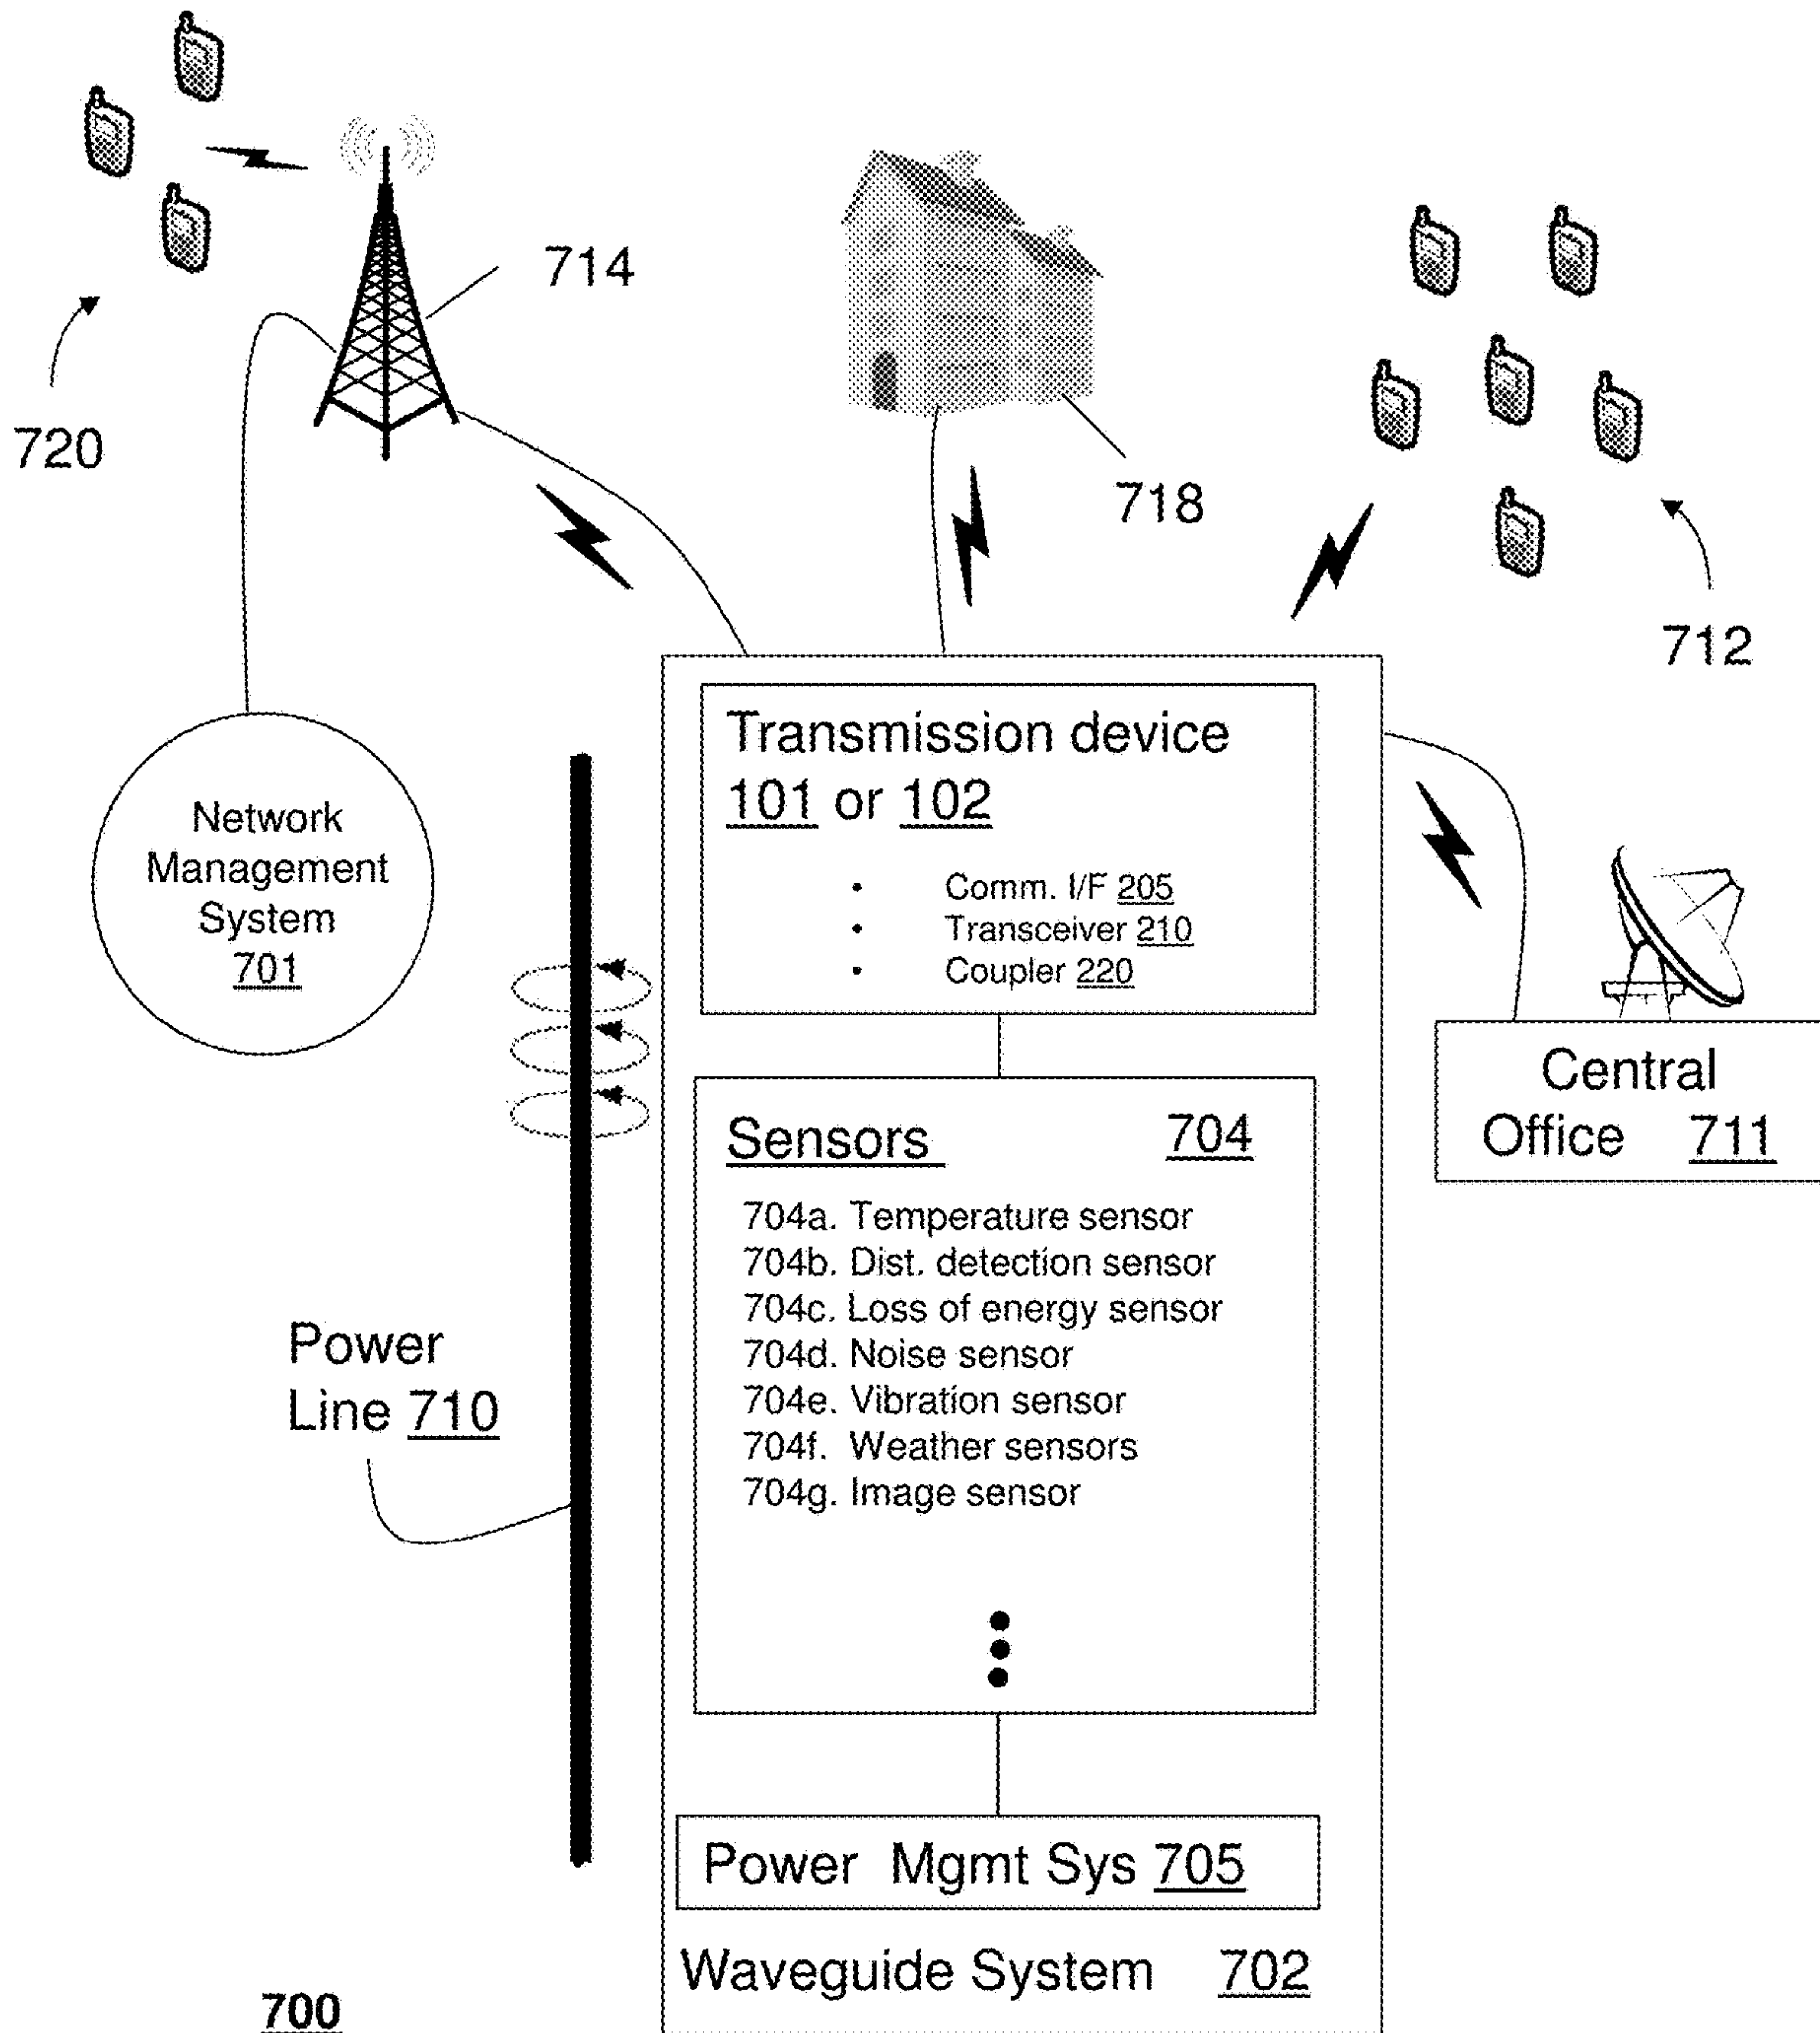 714
720
718
712
Network
Management
System
701
Transmission device
101 or 102
• Comm. I/F 205
• Transceiver 210
• Coupler 220
Central
Office 711
Sensors 704
704a. Temperature sensor
704b. Dist. detection sensor
704c. Loss of energy sensor
704d. Noise sensor
704e. Vibration sensor
704f. Weather sensors
704g. Image sensor
Power
Line 710
Power Mgmt Sys 705
Waveguide System 702
700